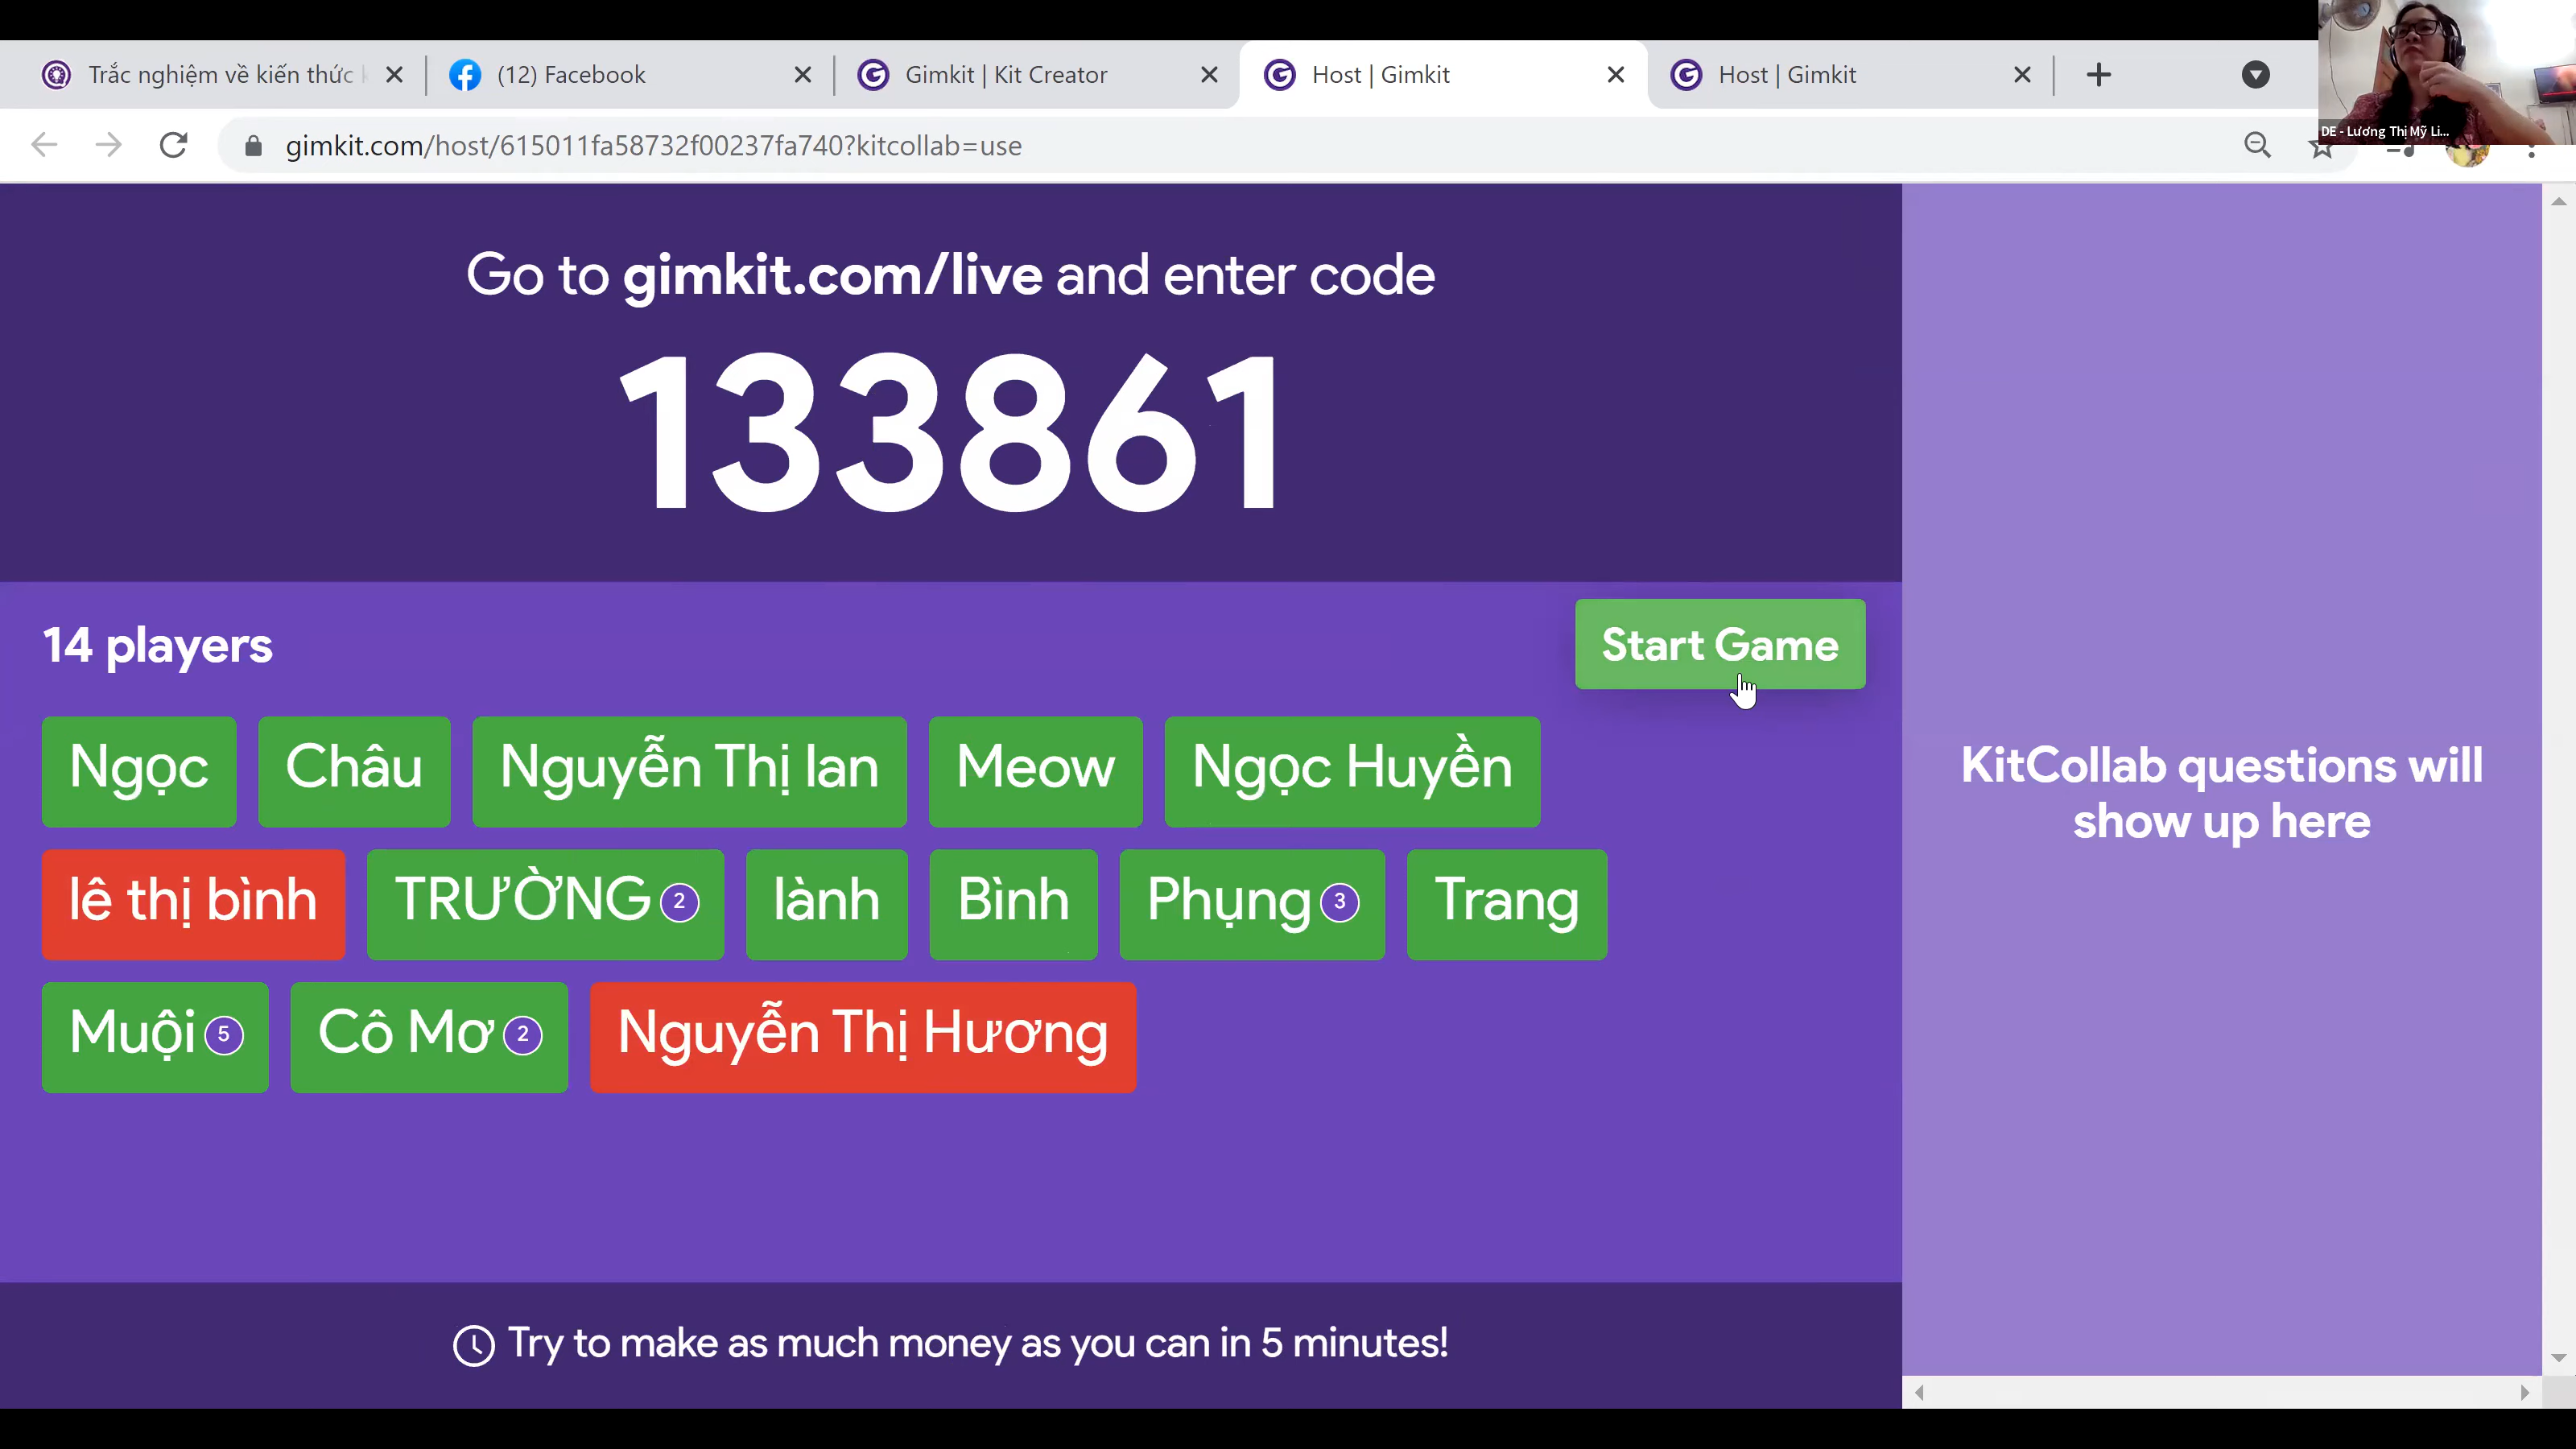 Trắc nghiệm về kiến thức
(12) Facebook
Gimkit | Kit Creator
Host | Gimkit
Host | Gimkit
gimkit.com/host/615011fa58732f00237fa740?kitcollab=use
DE - Lương Thị Mỹ Li...
Go to gimkit.com/live and enter code
133861
14 players
Start Game
Ngọc
Châu
Nguyễn Thị lan
Meow
Ngọc Huyền
lê thị bình
TRƯỜNG 2
lành
Bình
Phụng 3
Trang
Muội 5
Cô Mơ 2
Nguyễn Thị Hương
KitCollab questions will
show up here
Try to make as much money as you can in 5 minutes!